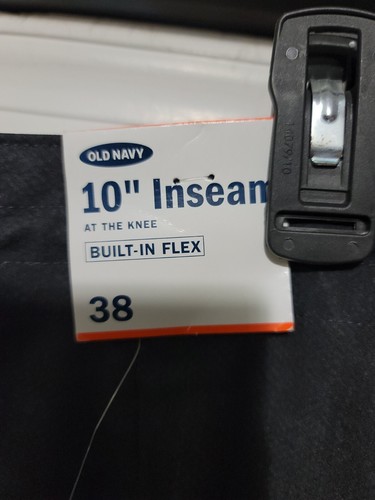 OLD NAVY
10" Inseam
AT THE KNEE
BUILT-IN FLEX
38